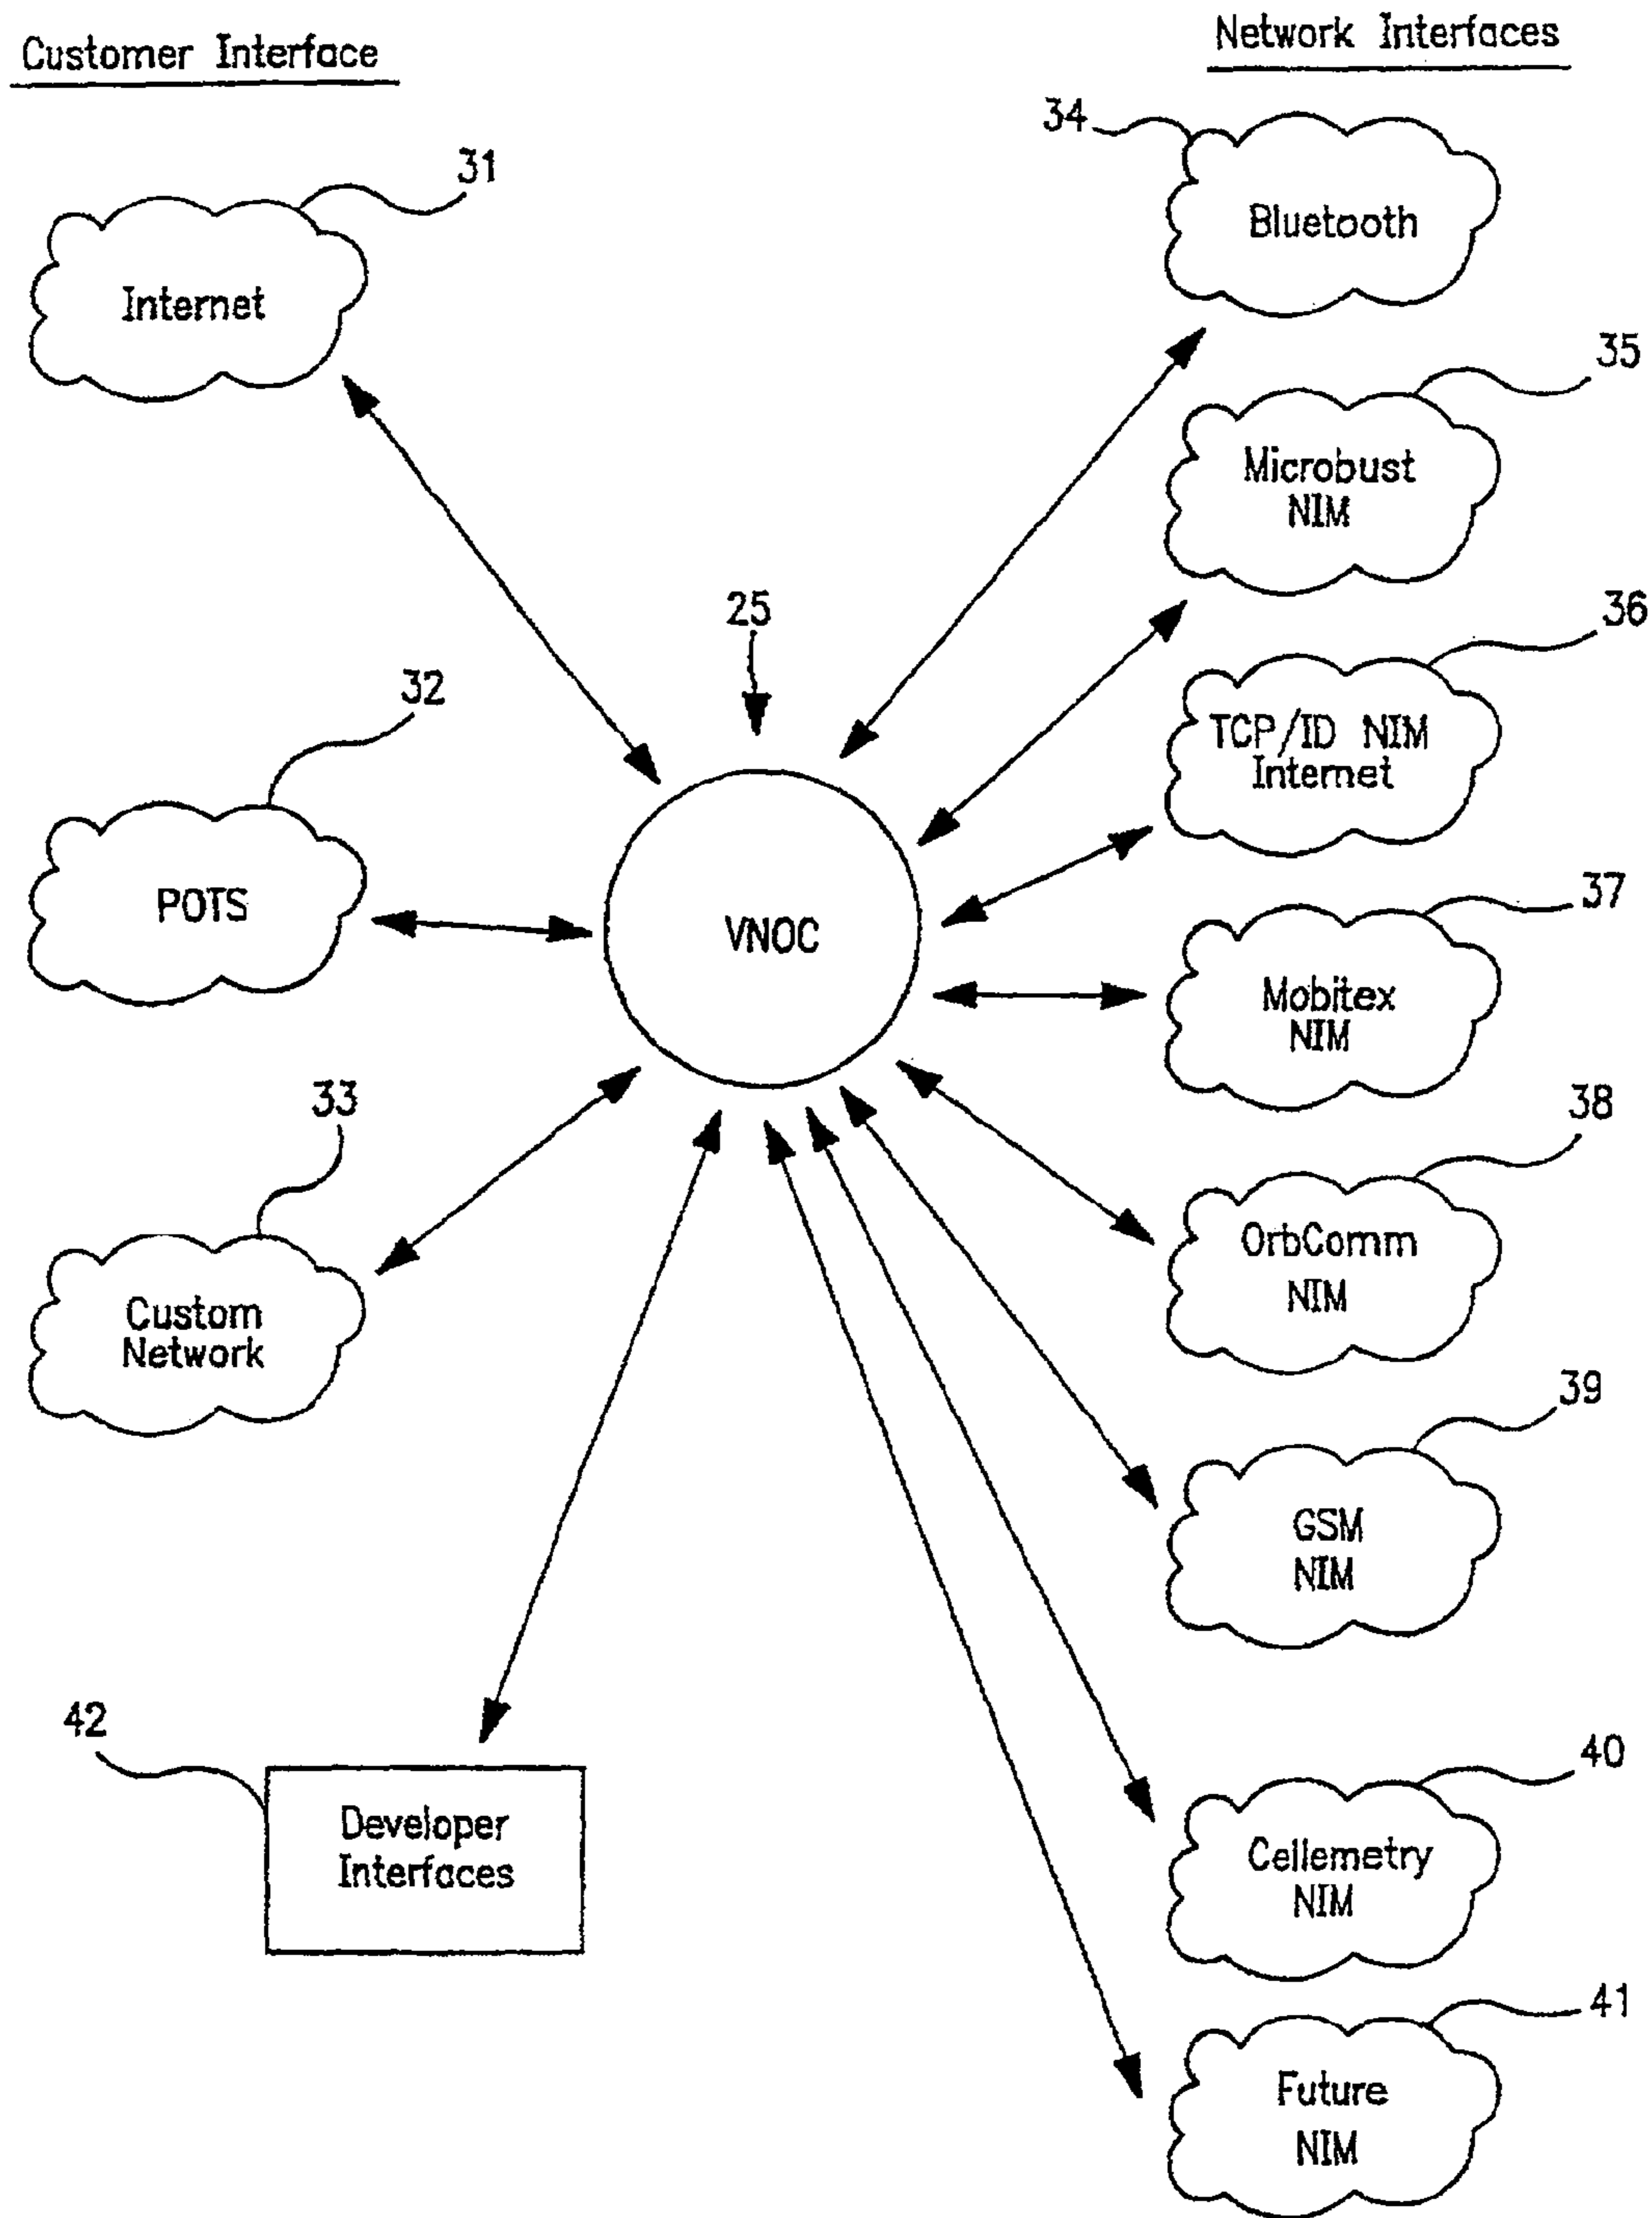 Customer Interface
Network Interfaces
31
Internet
32
POTS
33
Custom
Network
42
Developer
Interfaces
25
VNOC
34
Bluetooth
35
Microbust
NIM
36
TCP/ID NIM
Internet
37
Mobitex
NIM
38
OrbComm
NIM
39
GSM
NIM
40
Cellemetry
NIM
41
Future
NIM